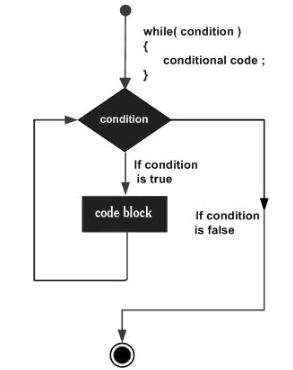 while( condition )
{
conditional code ;
}
condition
If condition
is true
code block
If condition
is false